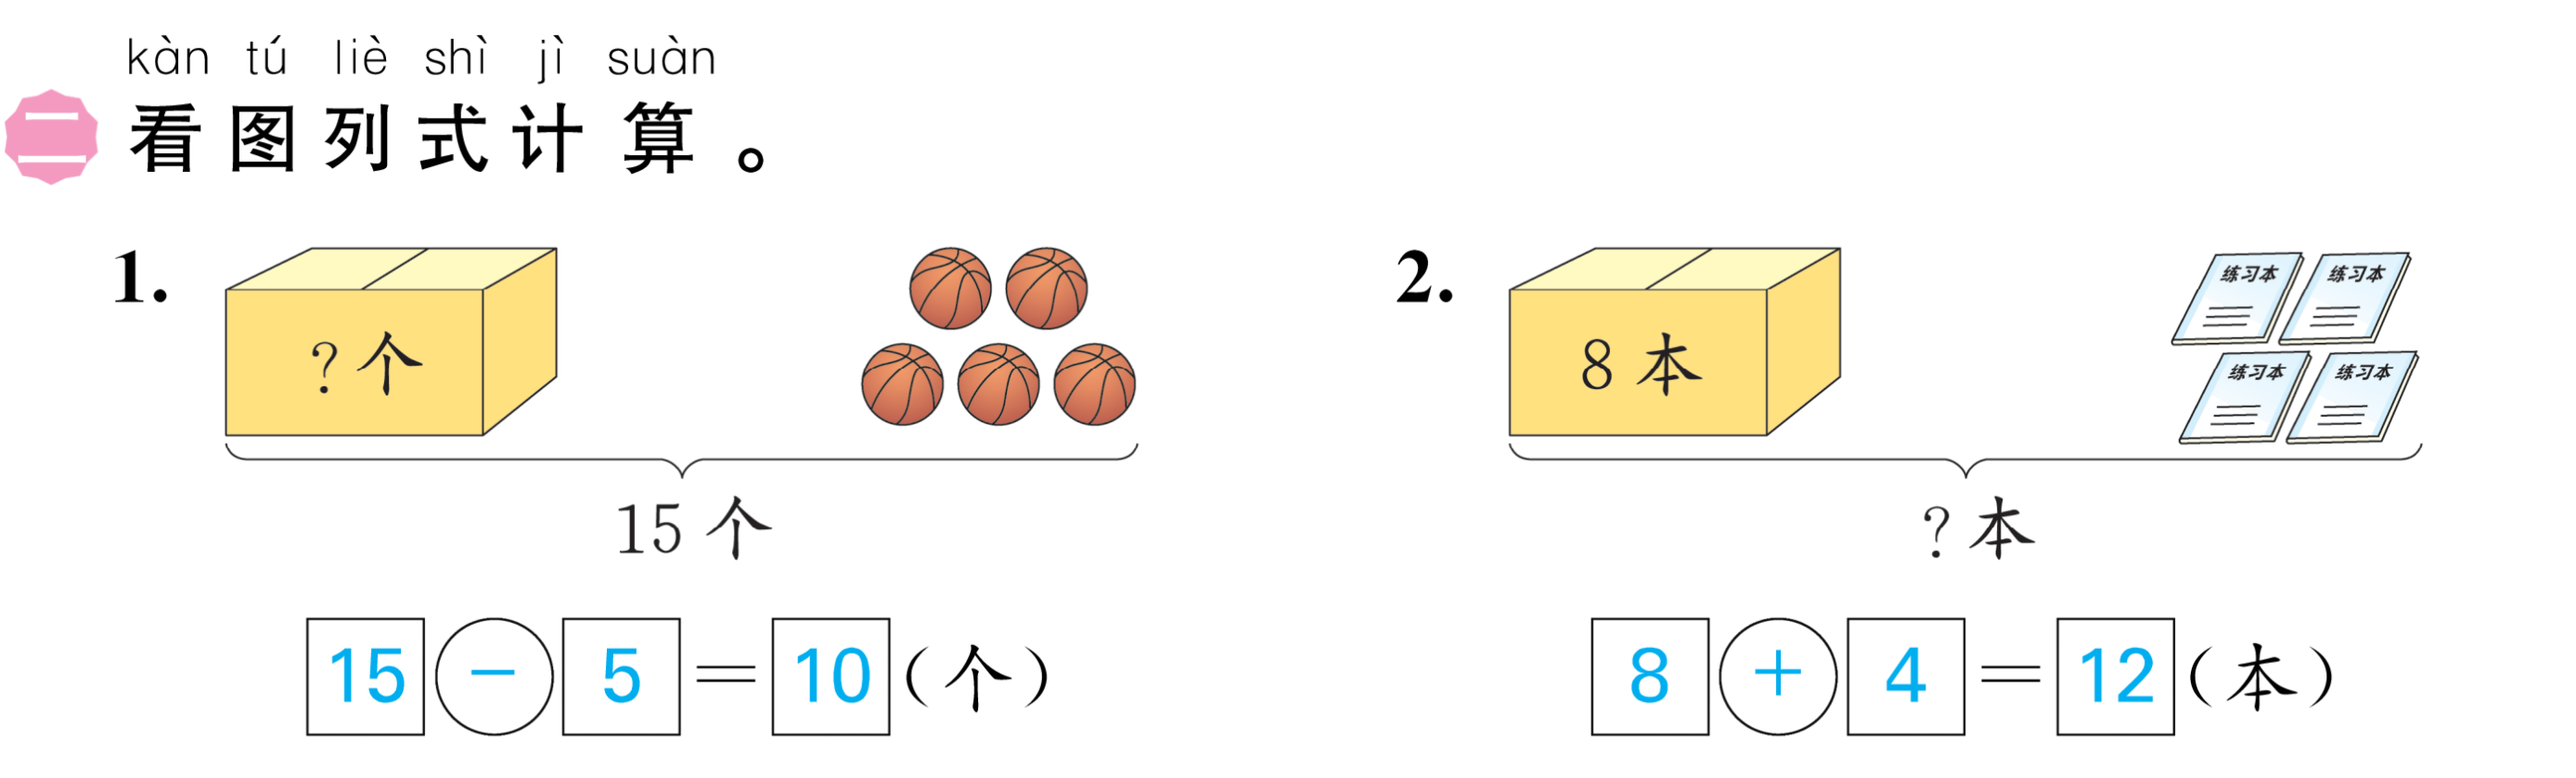 kàn tú liè shì jì suàn
二 看图列式计算。
1.
?个
15个
15 - 5 = 10 (个)
2.
8本
练习本 练习本
练习本 练习本
?本
8 + 4 = 12 (本)